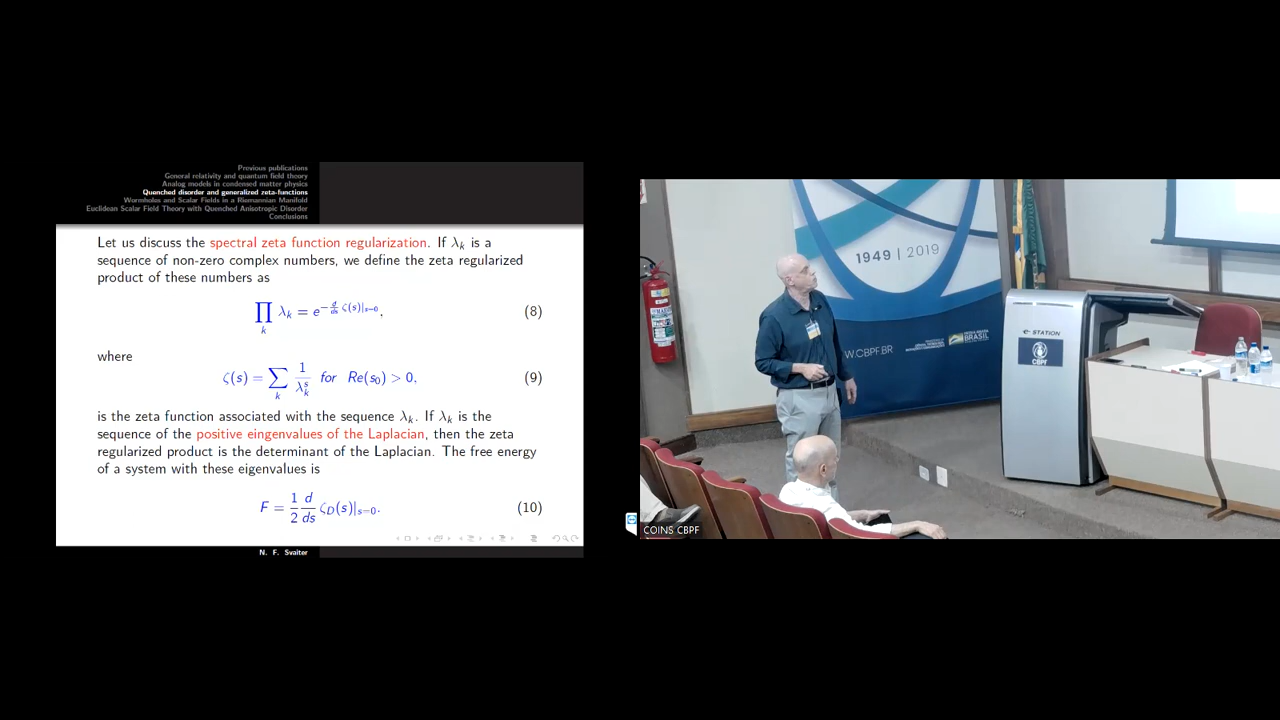 Previous publications
General relativity and quantum field theory
Analog models in condensed matter physics
Quenched disorder and generalized zeta-functions
Wormholes and Scalar Fields in a Riemannian Manifold
Euclidean Scalar Field Theory with Quenched Anisotropic Disorder
Conclusions
Let us discuss the spectral zeta function regularization. If λ_k is a
sequence of non-zero complex numbers, we define the zeta regularized
product of these numbers as
∏_k λ_k = e^{-\frac{d}{ds} ζ(s)|_{s=0}}, (8)
where
ζ(s) = ∑_k \frac{1}{λ_k^s} for Re(s_0) > 0, (9)
is the zeta function associated with the sequence λ_k. If λ_k is the
sequence of the positive eingenvalues of the Laplacian, then the zeta
regularized product is the determinant of the Laplacian. The free energy
of a system with these eigenvalues is
F = \frac{1}{2} \frac{d}{ds} ζ_D(s)|_{s=0}. (10)
N. F. Svaiter
1949 | 2019
W.CBPF.BR
BRASIL
e-STATION
CBPF
COINS CBPF